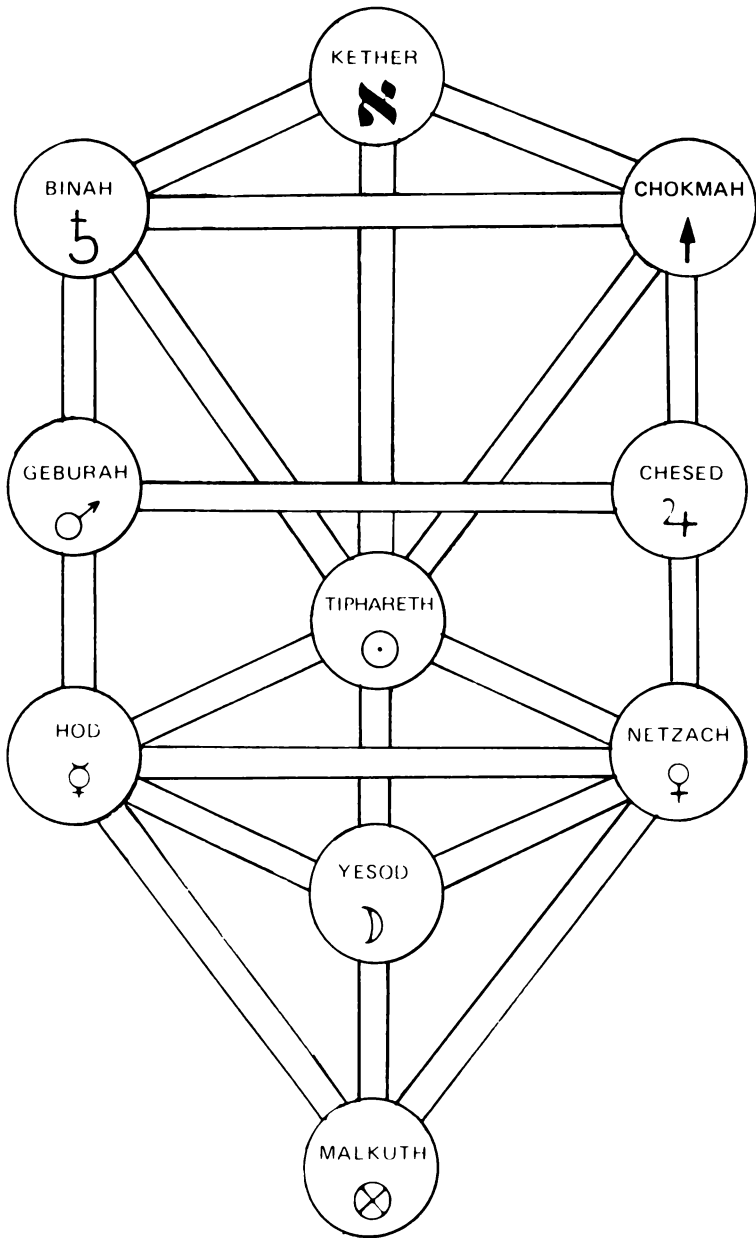 KETHER
א
BINAH
♄
CHOKMAH
GEBURAH
♂
CHESED
♃
TIPHARETH
☉
HOD
☿
NETZACH
♀
YESOD
☽
MALKUTH
⊗